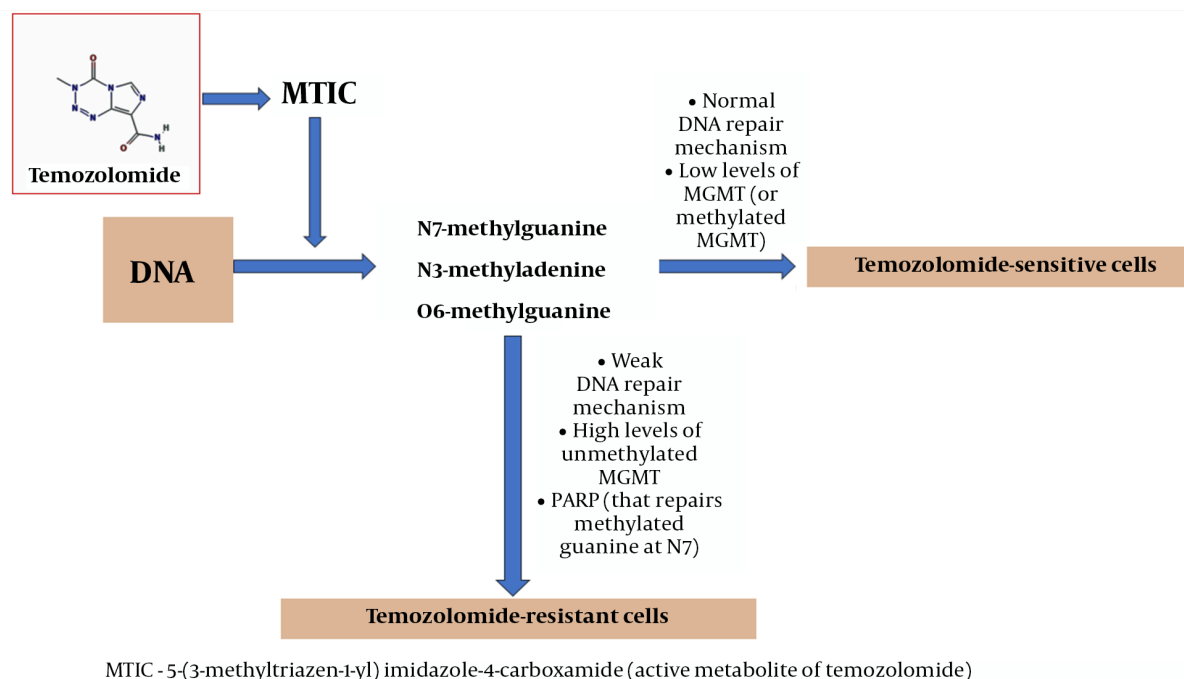 O
N
N
N
N
N
O
N
H
H
Temozolomide
MTIC
DNA
N7-methylguanine
N3-methyladenine
O6-methylguanine
• Normal
DNA repair
mechanism
• Low levels of
MGMT (or
methylated
MGMT)
Temozolomide-sensitive cells
• Weak
DNA repair
mechanism
• High levels of
unmethylated
MGMT
• PARP (that repairs
methylated
guanine at N7)
Temozolomide-resistant cells
MTIC - 5-(3-methyltriazen-1-yl) imidazole-4-carboxamide (active metabolite of temozolomide)